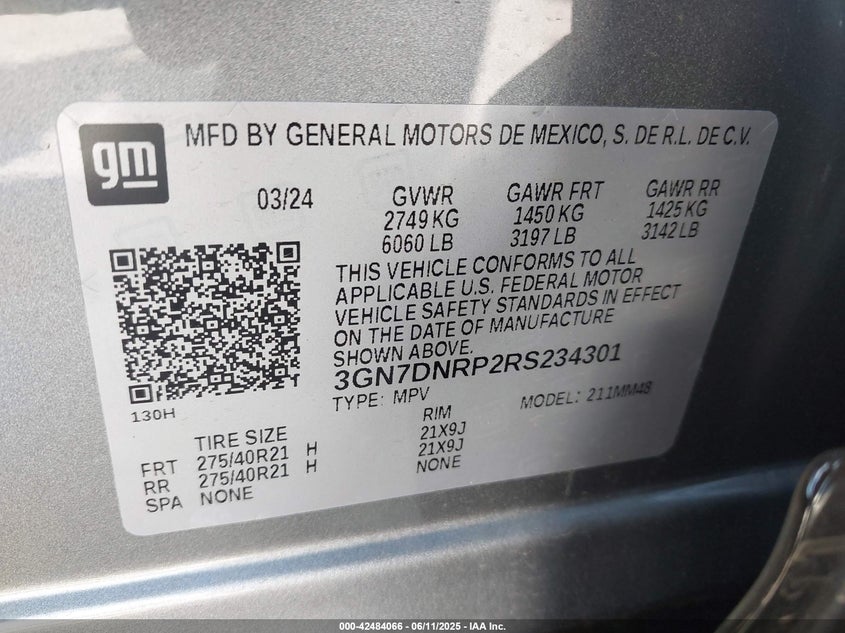 gm
MFD BY GENERAL MOTORS DE MEXICO, S. DE R.L. DE C.V.
03/24
GVWR GAWR FRT GAWR RR
2749 KG 1450 KG 1425 KG
6060 LB 3197 LB 3142 LB
THIS VEHICLE CONFORMS TO ALL
APPLICABLE U.S. FEDERAL MOTOR
VEHICLE SAFETY STANDARDS IN EFFECT
ON THE DATE OF MANUFACTURE
SHOWN ABOVE.
3GN7DNRP2RS234301
130H
TYPE: MPV MODEL: 211MM48
TIRE SIZE RIM
FRT 275/40R21 H 21X9J
RR 275/40R21 H 21X9J
SPA NONE NONE
000-42484066 - 06/11/2025 - IAA Inc.